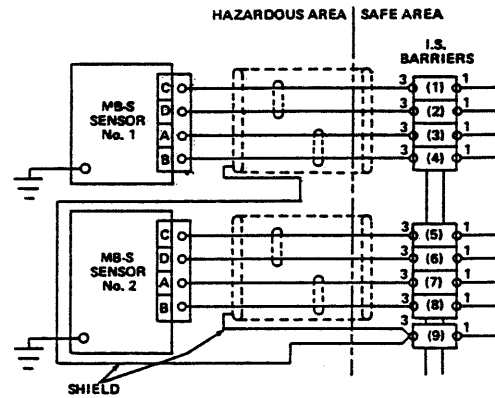 HAZARDOUS AREA SAFE AREA
I.S.
BARRIERS
MB-S
SENSOR
No. 1
C
D
A
B
3 (1) 1
3 (2) 1
3 (3) 1
3 (4) 1
MB-S
SENSOR
No. 2
C
D
A
B
3 (5) 1
3 (6) 1
3 (7) 1
3 (8) 1
3 (9) 1
SHIELD